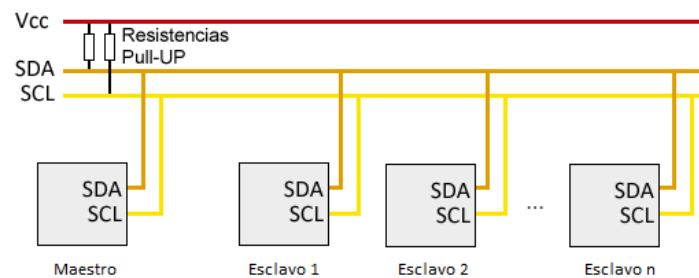 Vcc
Resistencias
Pull-UP
SDA
SCL
SDA
SCL
SDA
SCL
SDA
SCL
...
SDA
SCL
Maestro
Esclavo 1
Esclavo 2
Esclavo n